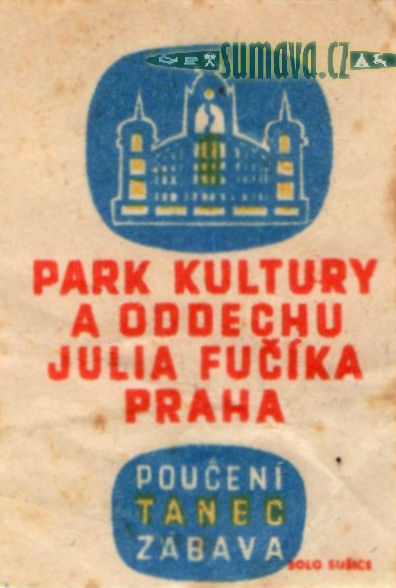 sumava.cz
PARK KULTURY
A ODDECHU
JULIA FUČÍKA
PRAHA
POUČENÍ
TANEC
ZÁBAVA
SOLO SUŠICE